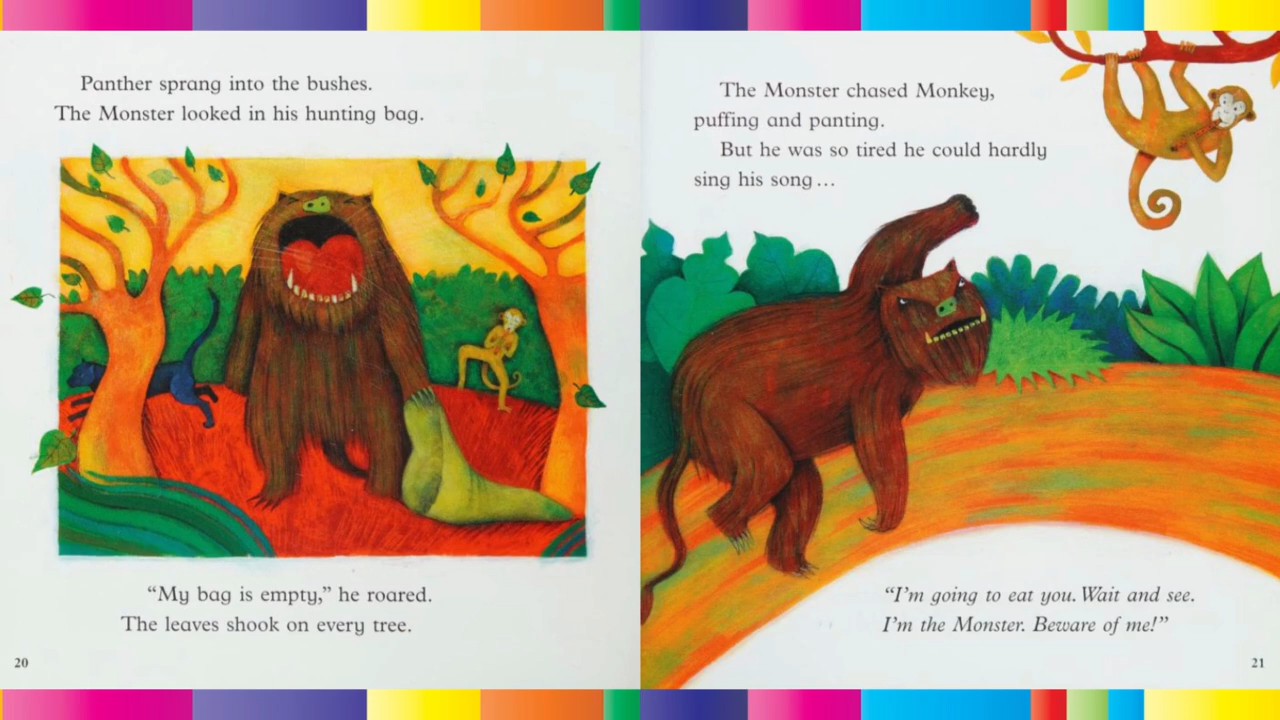 Panther sprang into the bushes.
The Monster looked in his hunting bag.
“My bag is empty,” he roared.
The leaves shook on every tree.
20
The Monster chased Monkey,
puffing and panting.
But he was so tired he could hardly
sing his song...
“I’m going to eat you. Wait and see.
I’m the Monster. Beware of me!”
21